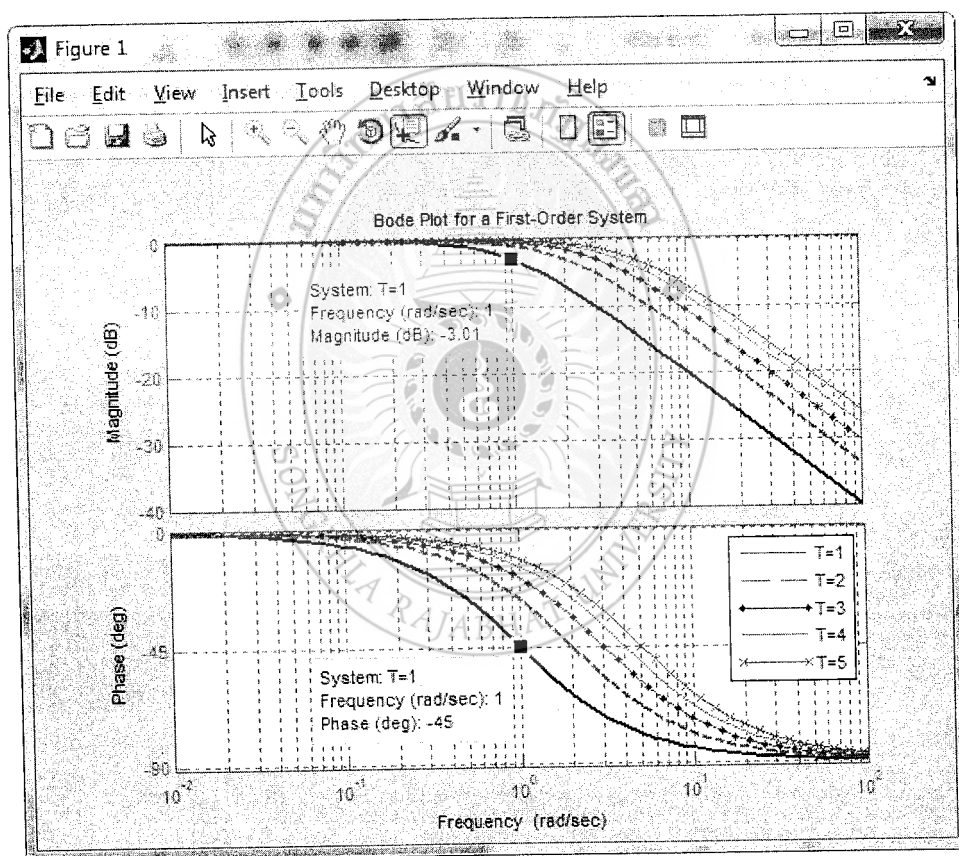 Figure 1
File Edit View Insert Tools Desktop Window Help
Bode Plot for a First-Order System
Magnitude (dB)
0
-10
-20
-30
-40
System: T=1
Frequency (rad/sec): 1
Magnitude (dB): -3.01
SONGKHLA RAJABHAT UNIVERSITY
Phase (deg)
0
-45
-90
System: T=1
Frequency (rad/sec): 1
Phase (deg): -45
T=1
T=2
T=3
T=4
T=5
10^-2
10^-1
10^0
10^1
Frequency (rad/sec)